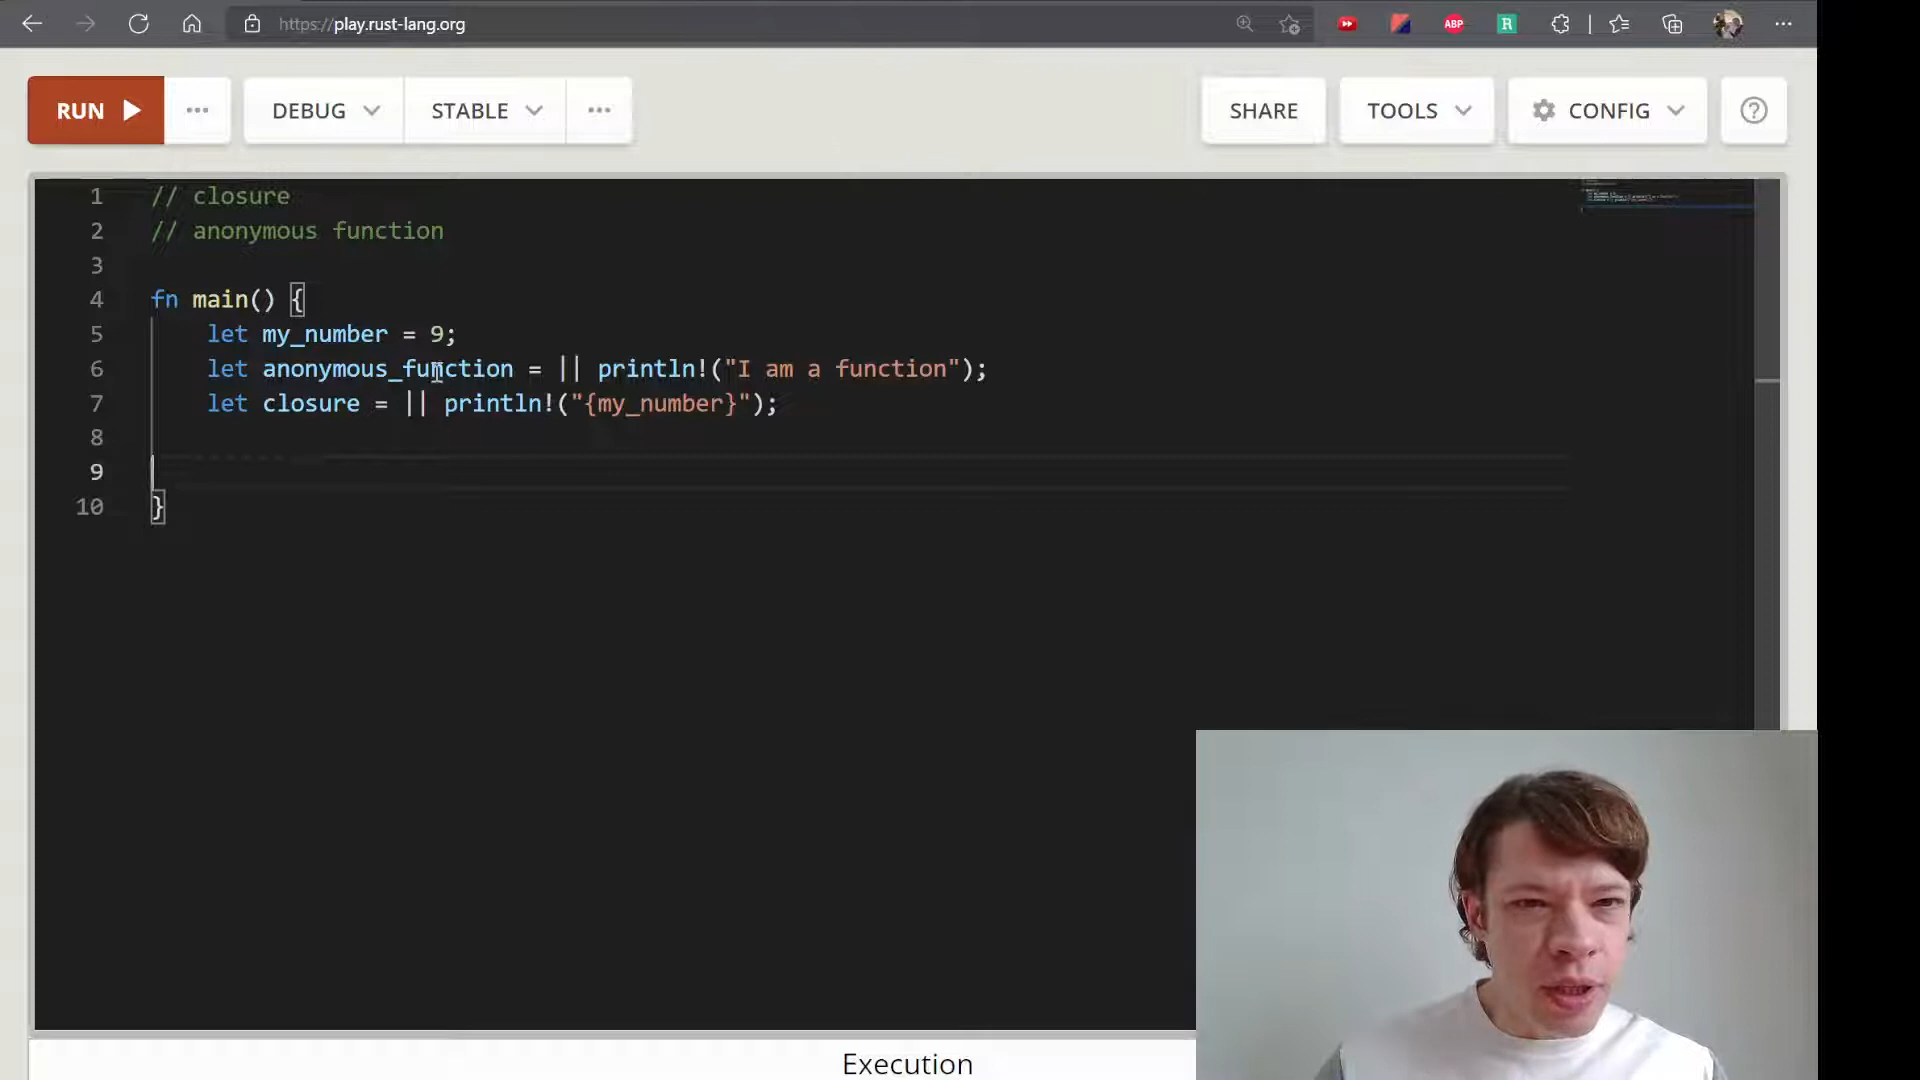 https://play.rust-lang.org
ABP
R
RUN
DEBUG
STABLE
SHARE
TOOLS
CONFIG
1 // closure
2 // anonymous function
3
4 fn main() {
5 let my_number = 9;
6 let anonymous_function = || println!("I am a function");
7 let closure = || println!("{my_number}");
8
9
10 }
Execution